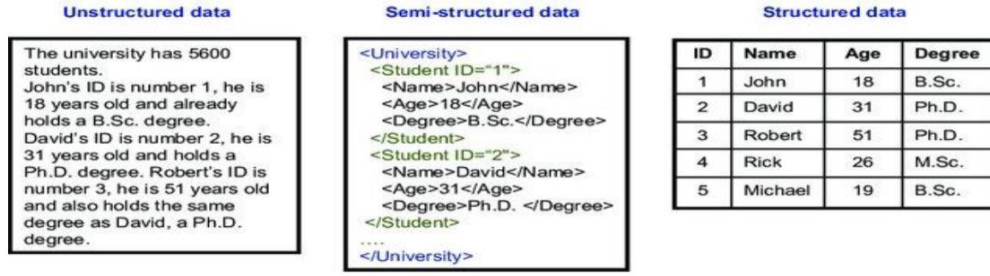 Unstructured data
The university has 5600
students.
John's ID is number 1, he is
18 years old and already
holds a B.Sc. degree.
David's ID is number 2, he is
31 years old and holds a
Ph.D. degree. Robert's ID is
number 3, he is 51 years old
and also holds the same
degree as David, a Ph.D.
degree.
Semi-structured data
<University>
<Student ID="1">
<Name>John</Name>
<Age>18</Age>
<Degree>B.Sc.</Degree>
</Student>
<Student ID="2">
<Name>David</Name>
<Age>31</Age>
<Degree>Ph.D. </Degree>
</Student>
....
</University>
Structured data
ID Name Age Degree
1 John 18 B.Sc.
2 David 31 Ph.D.
3 Robert 51 Ph.D.
4 Rick 26 M.Sc.
5 Michael 19 B.Sc.